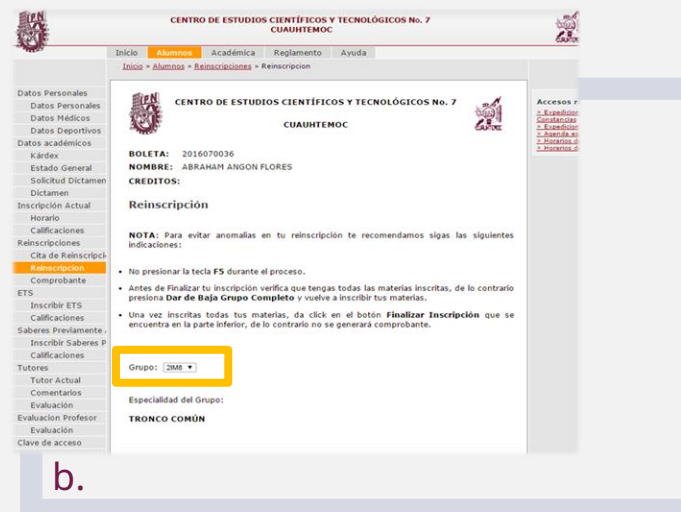 CENTRO DE ESTUDIOS CIENTÍFICOS Y TECNOLÓGICOS No. 7
CUAUHTEMOC
Inicio Alumnos Académica Reglamento Ayuda
Inicio » Alumnos » Reinscripciones » Reinscripcion
Datos Personales
Datos Personales
Datos Médicos
Datos Deportivos
Datos académicos
Kárdex
Estado General
Solicitud Dictamen
Dictamen
Inscripción Actual
Horario
Calificaciones
Reinscripciones
Cita de Reinscripci
Reinscripcion
Comprobante
ETS
Inscribir ETS
Calificaciones
Saberes Previamente
Inscribir Saberes P
Calificaciones
Tutores
Tutor Actual
Comentarios
Evaluación
Evaluacion Profesor
Evaluación
Clave de acceso
IPN
CENTRO DE ESTUDIOS CIENTÍFICOS Y TECNOLÓGICOS No. 7
CUAUHTEMOC
BOLETA: 2016070036
NOMBRE: ABRAHAM ANGON FLORES
CREDITOS:
Reinscripción
NOTA: Para evitar anomalias en tu reinscripción te recomendamos sigas las siguientes
indicaciones:
• No presionar la tecla F5 durante el proceso.
• Antes de Finalizar tu inscripción verifica que tengas todas las materias inscritas, de lo contrario
presiona Dar de Baja Grupo Completo y vuelve a inscribir tus materias.
• Una vez inscritas todas tus materias, da click en el botón Finalizar Inscripción que se
encuentra en la parte inferior, de lo contrario no se generará comprobante.
Grupo: 2IM8
Especialidad del Grupo:
TRONCO COMÚN
Accesos r
» Expedicion
Constancias
» Expedicion
» Agenda es
» Horarios d
» Horarios d
b.